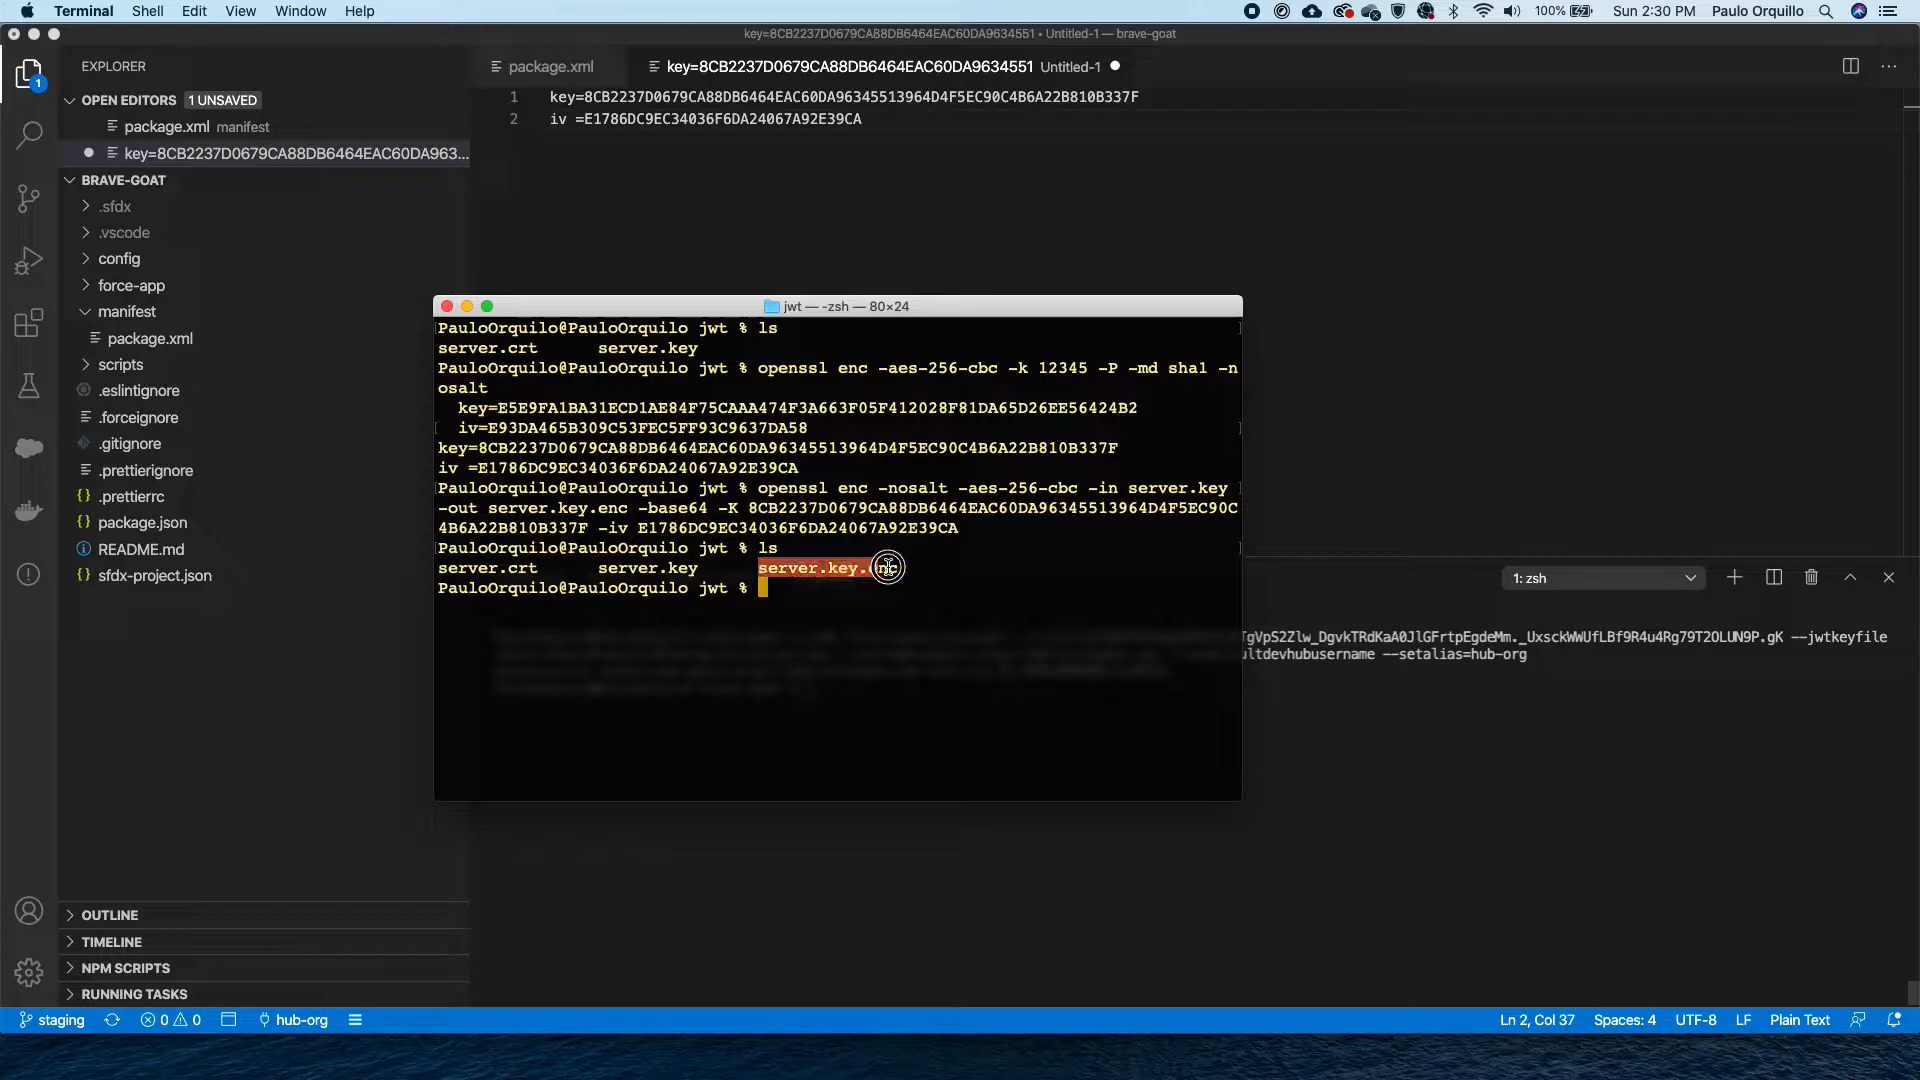 Terminal Shell Edit View Window Help 100% Sun 2:30 PM Paulo Orquillo
key=8CB2237D0679CA88DB6464EAC60DA9634551 • Untitled-1 — brave-goat
EXPLORER
package.xml
key=8CB2237D0679CA88DB6464EAC60DA9634551 Untitled-1
OPEN EDITORS 1 UNSAVED
package.xml manifest
key=8CB2237D0679CA88DB6464EAC60DA963...
1 key=8CB2237D0679CA88DB6464EAC60DA96345513964D4F5EC90C4B6A22B810B337F
2 iv =E1786DC9EC34036F6DA24067A92E39CA
1
BRAVE-GOAT
.sfdx
.vscode
config
force-app
manifest
package.xml
scripts
.eslintignore
.forceignore
.gitignore
.prettierignore
.prettierrc
package.json
README.md
sfdx-project.json
jwt — -zsh — 80×24
PauloOrquilo@PauloOrquilo jwt % ls
server.crt server.key
PauloOrquilo@PauloOrquilo jwt % openssl enc -aes-256-cbc -k 12345 -P -md sha1 -n
osalt
key=E5E9FA1BA31ECD1AE84F75CAAA474F3A663F05F412028F81DA65D26EE56424B2
iv=E93DA465B309C53FEC5FF93C9637DA58
key=8CB2237D0679CA88DB6464EAC60DA96345513964D4F5EC90C4B6A22B810B337F
iv =E1786DC9EC34036F6DA24067A92E39CA
PauloOrquilo@PauloOrquilo jwt % openssl enc -nosalt -aes-256-cbc -in server.key
-out server.key.enc -base64 -K 8CB2237D0679CA88DB6464EAC60DA96345513964D4F5EC90C
4B6A22B810B337F -iv E1786DC9EC34036F6DA24067A92E39CA
PauloOrquilo@PauloOrquilo jwt % ls
server.crt server.key server.key.enc
PauloOrquilo@PauloOrquilo jwt %
1: zsh
TgVpS2Zlw_DgvkTRdKaA0JlGFrtpEgdeMm._UxsckWWUfLBf9R4u4Rg79T2OLUN9P.gK --jwtkeyfile
ultdevhubusername --setalias=hub-org
OUTLINE
TIMELINE
NPM SCRIPTS
RUNNING TASKS
staging 0 0 hub-org Ln 2, Col 37 Spaces: 4 UTF-8 LF Plain Text